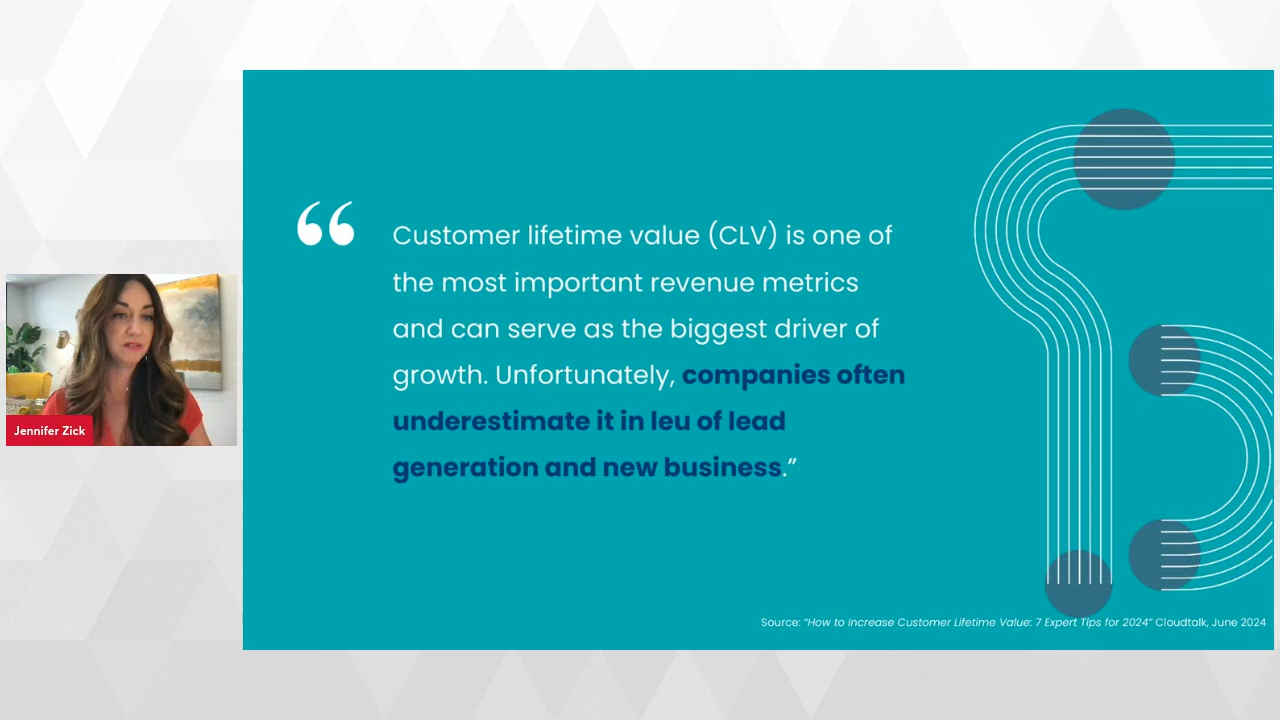 “
Customer lifetime value (CLV) is one of
the most important revenue metrics
and can serve as the biggest driver of
growth. Unfortunately, companies often
underestimate it in leu of lead
generation and new business.”
Jennifer Zick
Source: “How to Increase Customer Lifetime Value: 7 Expert Tips for 2024” Cloudtalk, June 2024